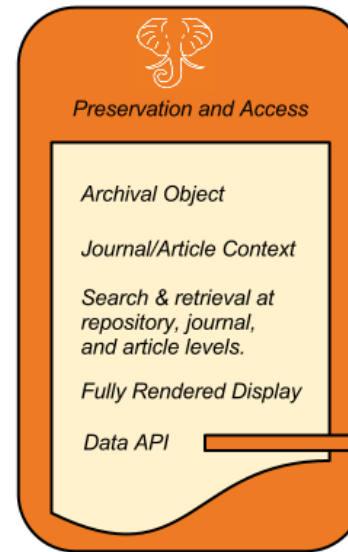 Preservation and Access
Archival Object
Journal/Article Context
Search & retrieval at
repository, journal,
and article levels.
Fully Rendered Display
Data API